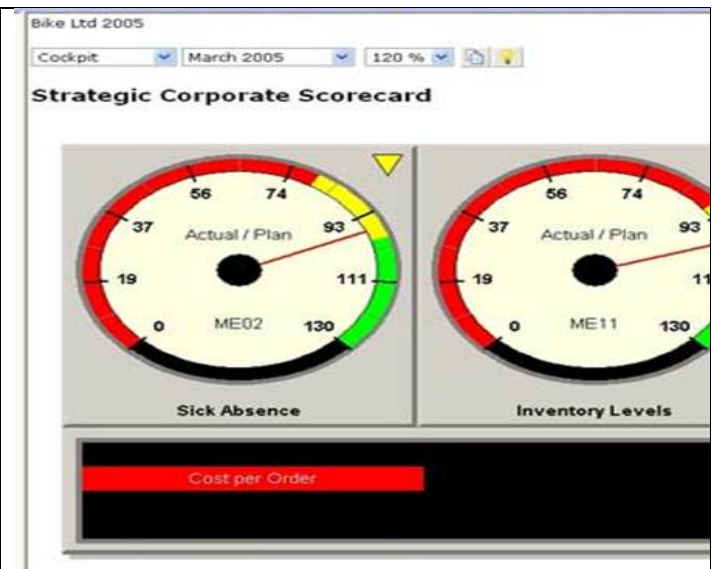 Bike Ltd 2005
Cockpit March 2005 120 %
Strategic Corporate Scorecard
56 74
37 93
Actual / Plan
19 111
0 ME02 130
Sick Absence
56 74
37 93
Actual / Plan
19 11
0 ME11 130
Inventory Levels
Cost per Order